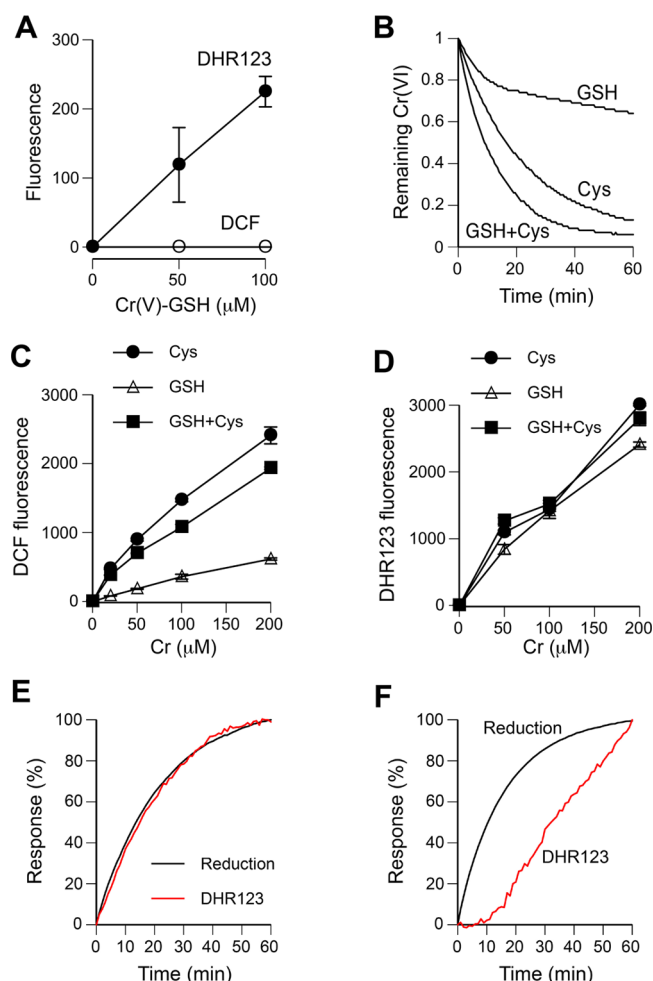 A
300
200
100
0
Fluorescence
DHR123
DCF
0 50 100
Cr(V)-GSH (μM)
B
1
0.8
0.6
0.4
0.2
0
Remaining Cr(VI)
GSH
Cys
GSH+Cys
0 20 40 60
Time (min)
C
Cys
GSH
GSH+Cys
3000
2000
1000
0
DCF fluorescence
0 50 100 150 200
Cr (μM)
D
Cys
GSH
GSH+Cys
3000
2000
1000
0
DHR123 fluorescence
0 50 100 150 200
Cr (μM)
E
100
80
60
40
20
0
Response (%)
Reduction
DHR123
0 10 20 30 40 50 60
Time (min)
F
100
80
60
40
20
0
Response (%)
Reduction
DHR123
0 10 20 30 40 50 60
Time (min)